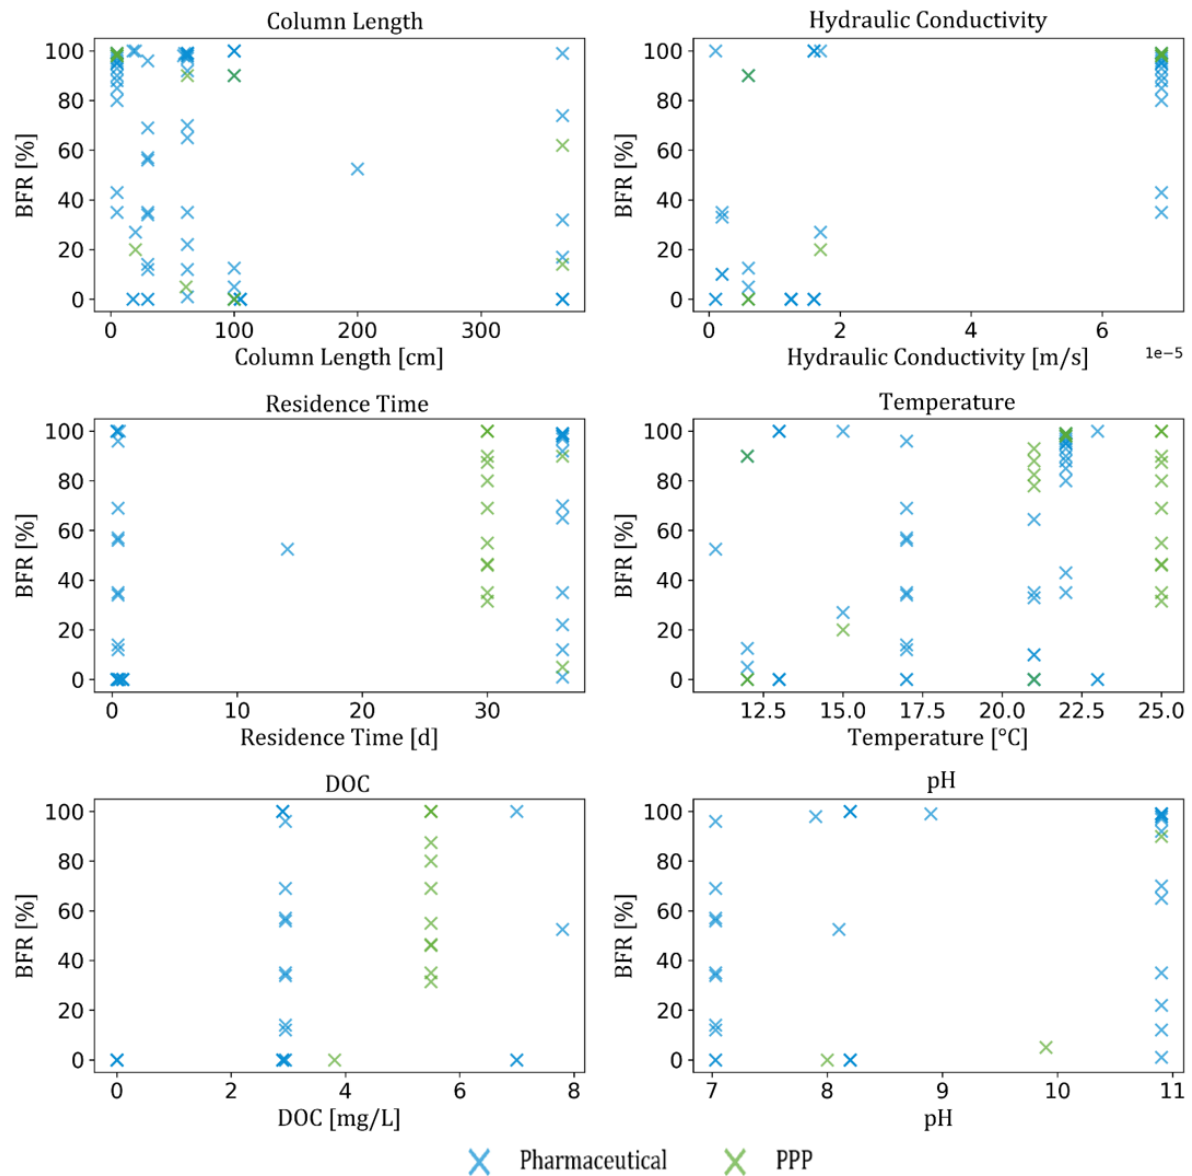 Column Length
Hydraulic Conductivity
BFR [%]
100
80
60
40
20
0
0 100 200 300
Column Length [cm]
BFR [%]
100
80
60
40
20
0
0 2 4 6
1e−5
Hydraulic Conductivity [m/s]
Residence Time
Temperature
BFR [%]
100
80
60
40
20
0
0 10 20 30
Residence Time [d]
BFR [%]
100
80
60
40
20
0
12.5 15.0 17.5 20.0 22.5 25.0
Temperature [°C]
DOC
pH
BFR [%]
100
80
60
40
20
0
0 2 4 6 8
DOC [mg/L]
BFR [%]
100
80
60
40
20
0
7 8 9 10 11
pH
Pharmaceutical PPP